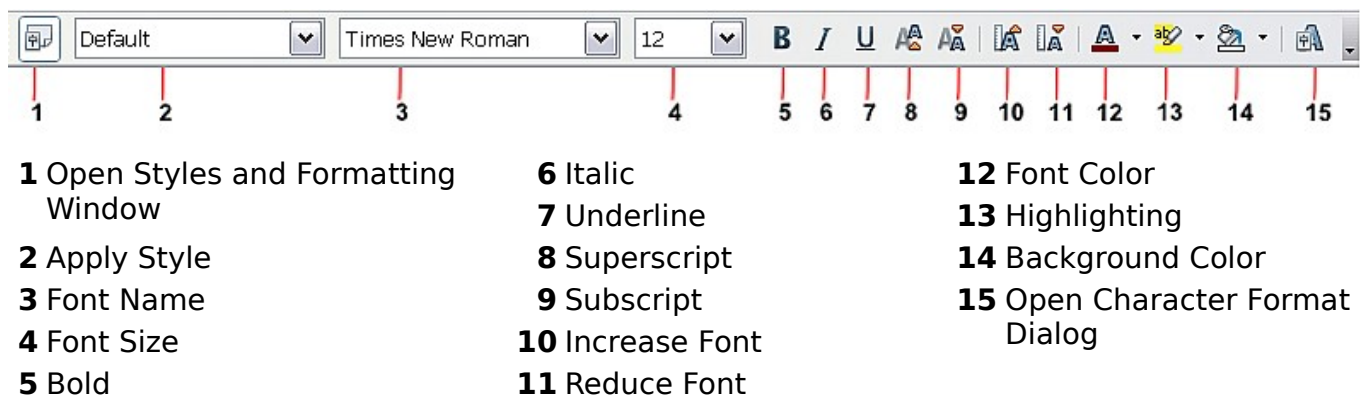 Default Times New Roman 12 B I U
1 2 3 4 5 6 7 8 9 10 11 12 13 14 15
1 Open Styles and Formatting
Window
2 Apply Style
3 Font Name
4 Font Size
5 Bold
6 Italic
7 Underline
8 Superscript
9 Subscript
10 Increase Font
11 Reduce Font
12 Font Color
13 Highlighting
14 Background Color
15 Open Character Format
Dialog